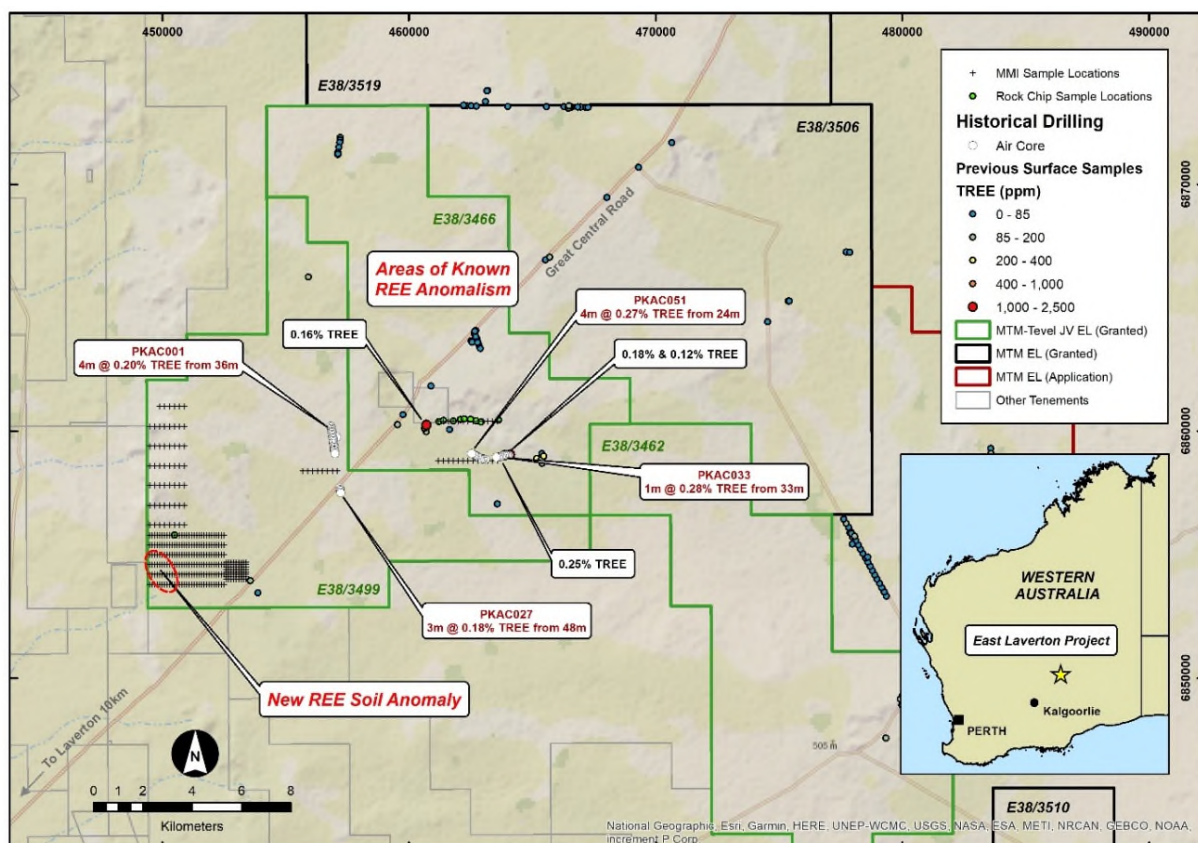 450000
460000
470000
480000
490000
E38/3519
E38/3506
6870000
E38/3466
Great Central Road
Areas of Known
REE Anomalism
PKAC051
4m @ 0.27% TREE from 24m
0.16% TREE
PKAC001
4m @ 0.20% TREE from 36m
0.18% & 0.12% TREE
6860000
E38/3462
PKAC033
1m @ 0.28% TREE from 33m
0.25% TREE
E38/3499
PKAC027
3m @ 0.18% TREE from 48m
New REE Soil Anomaly
6850000
To Laverton 10km
505 m
N
0 1 2 4 6 8
Kilometers
E38/3510
MMI Sample Locations
Rock Chip Sample Locations
Historical Drilling
Air Core
Previous Surface Samples
TREE (ppm)
0 - 85
85 - 200
200 - 400
400 - 1,000
1,000 - 2,500
MTM-Tevel JV EL (Granted)
MTM EL (Granted)
MTM EL (Application)
Other Tenements
WESTERN
AUSTRALIA
East Laverton Project
Kalgoorlie
PERTH
National Geographic, Esri, Garmin, HERE, UNEP-WCMC, USGS, NASA, ESA, METI, NRCAN, GEBCO, NOAA,
increment P Corp